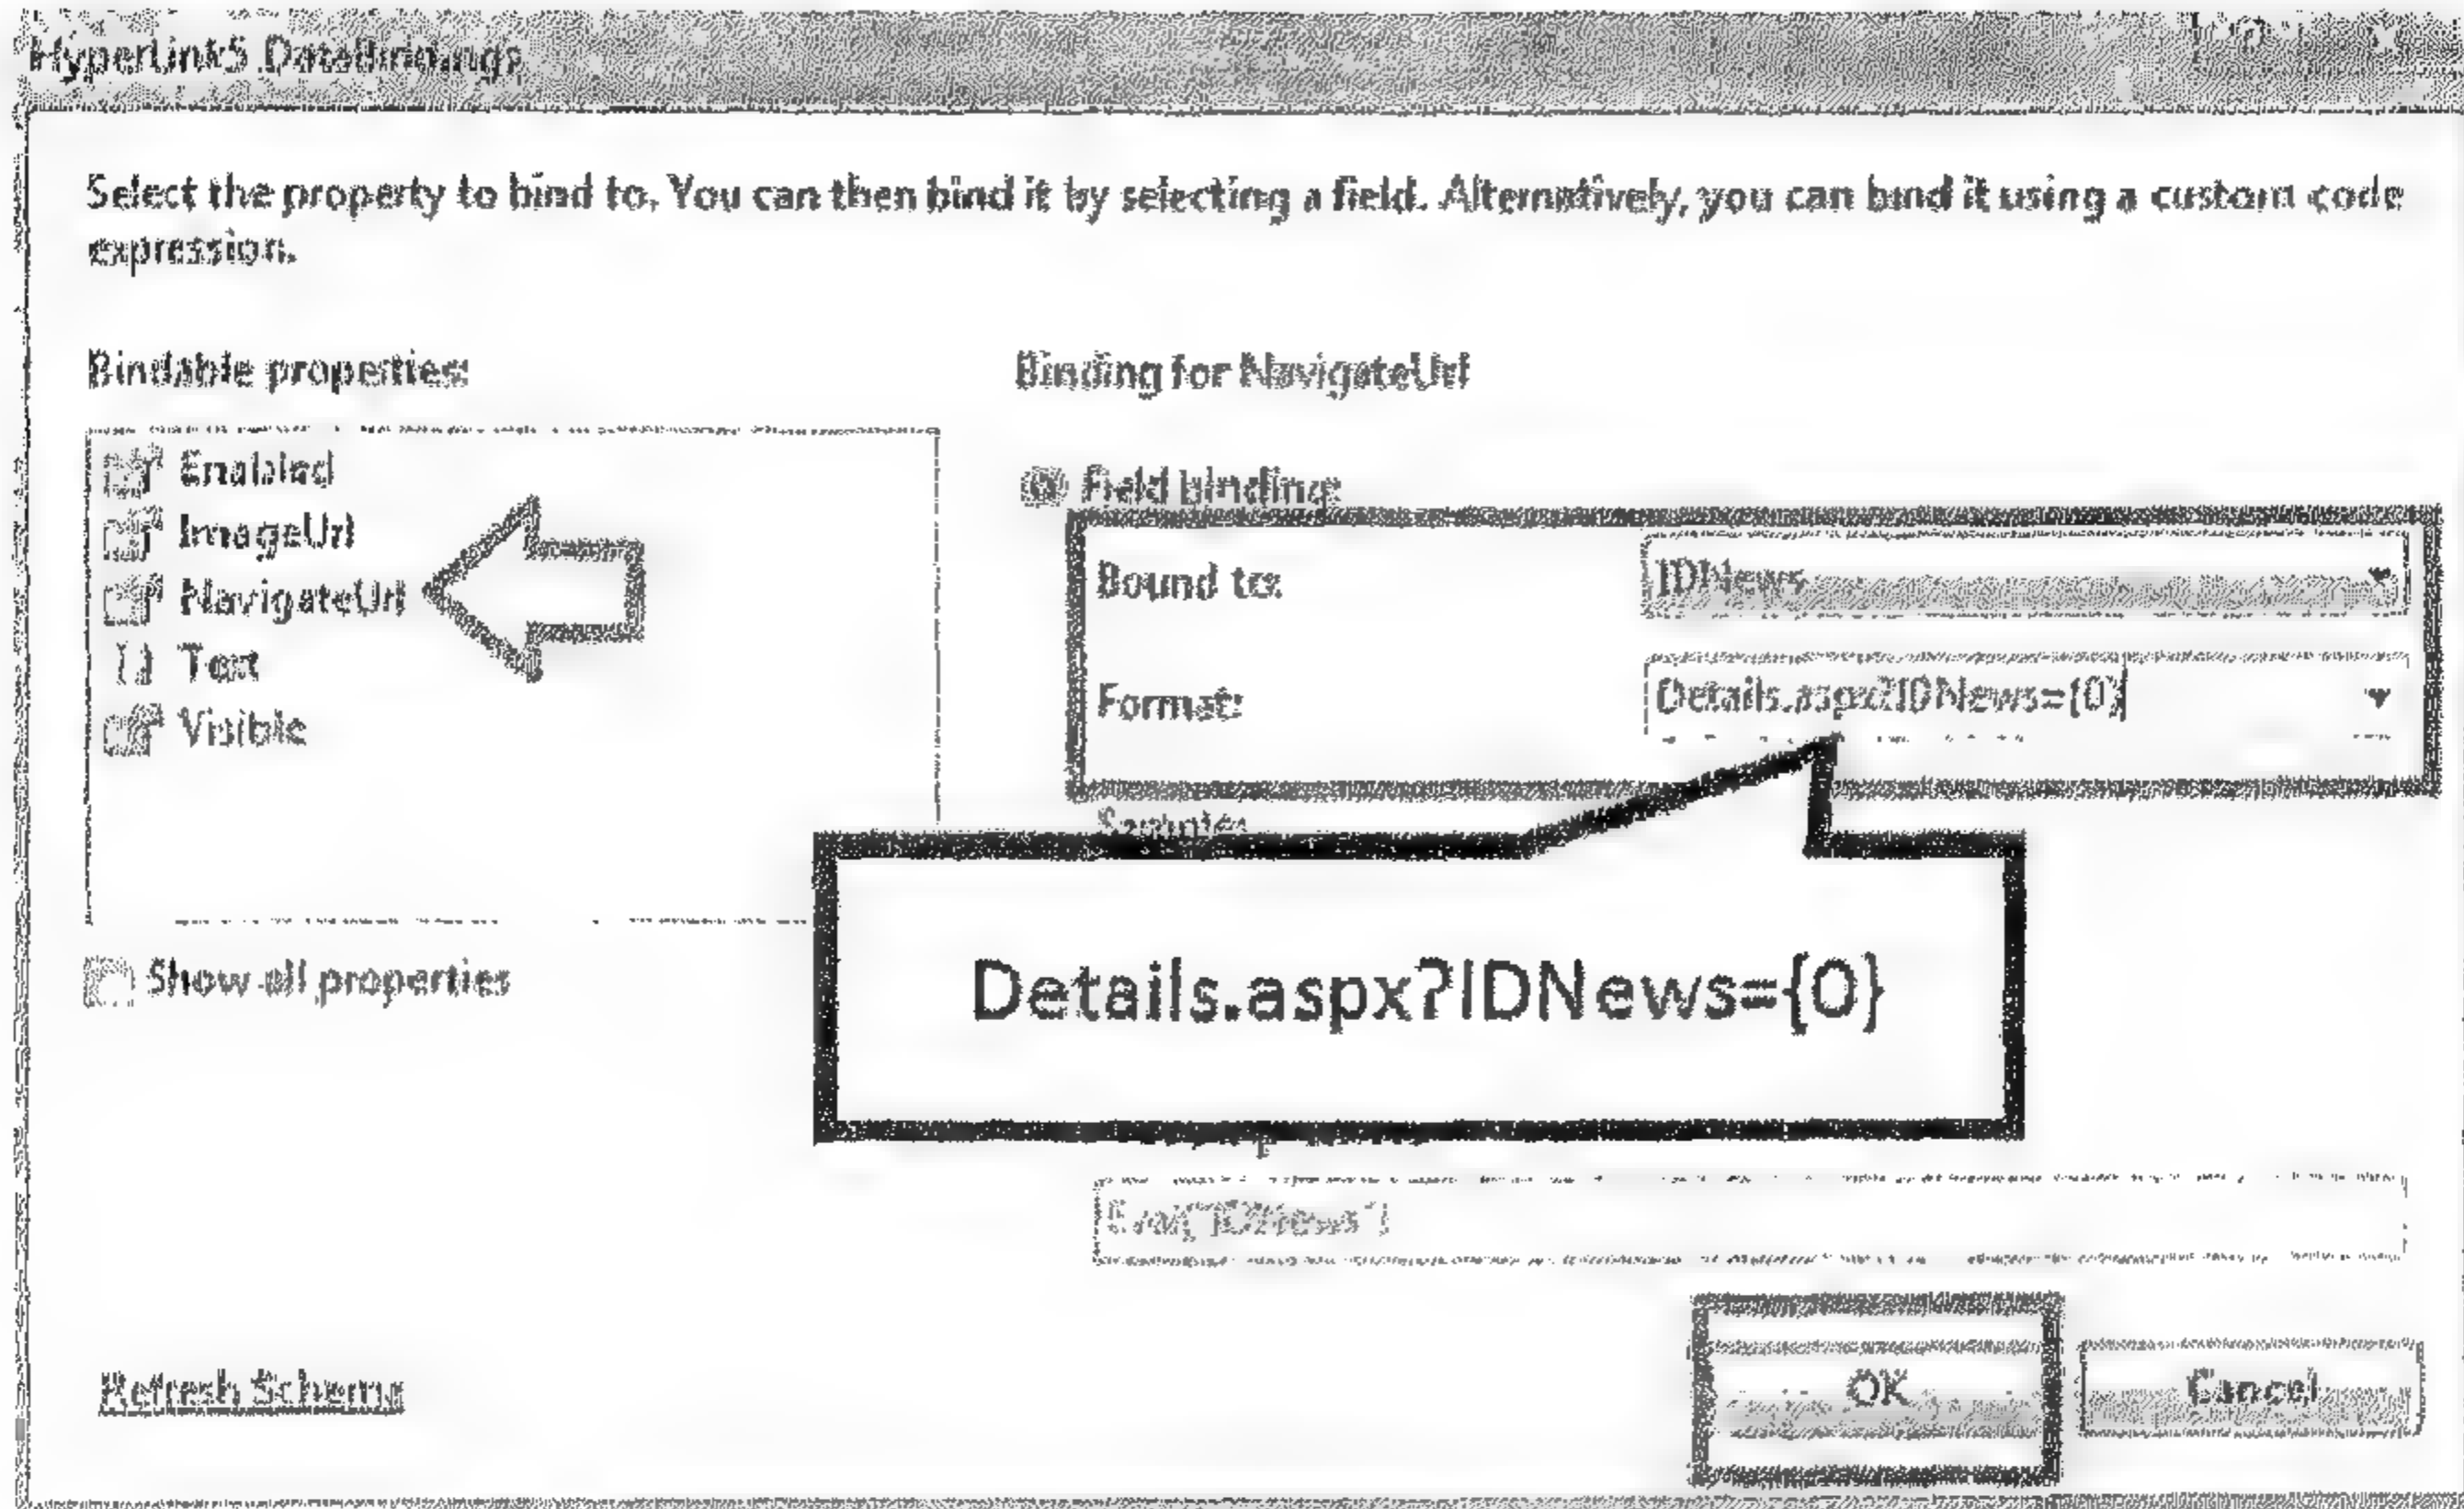 HyperLink5 DataBindings
Select the property to bind to. You can then bind it by selecting a field. Alternatively, you can bind it using a custom code
expression.
Bindable properties:
Binding for NavigateUrl
Enabled
ImageUrl
NavigateUrl
Text
Visible
Field binding:
Bound to:
IDNews
Format:
Details.aspx?IDNews={0}
Details.aspx?IDNews={0}
Show all properties
Eval("IDNews")
Refresh Schema
OK
Cancel